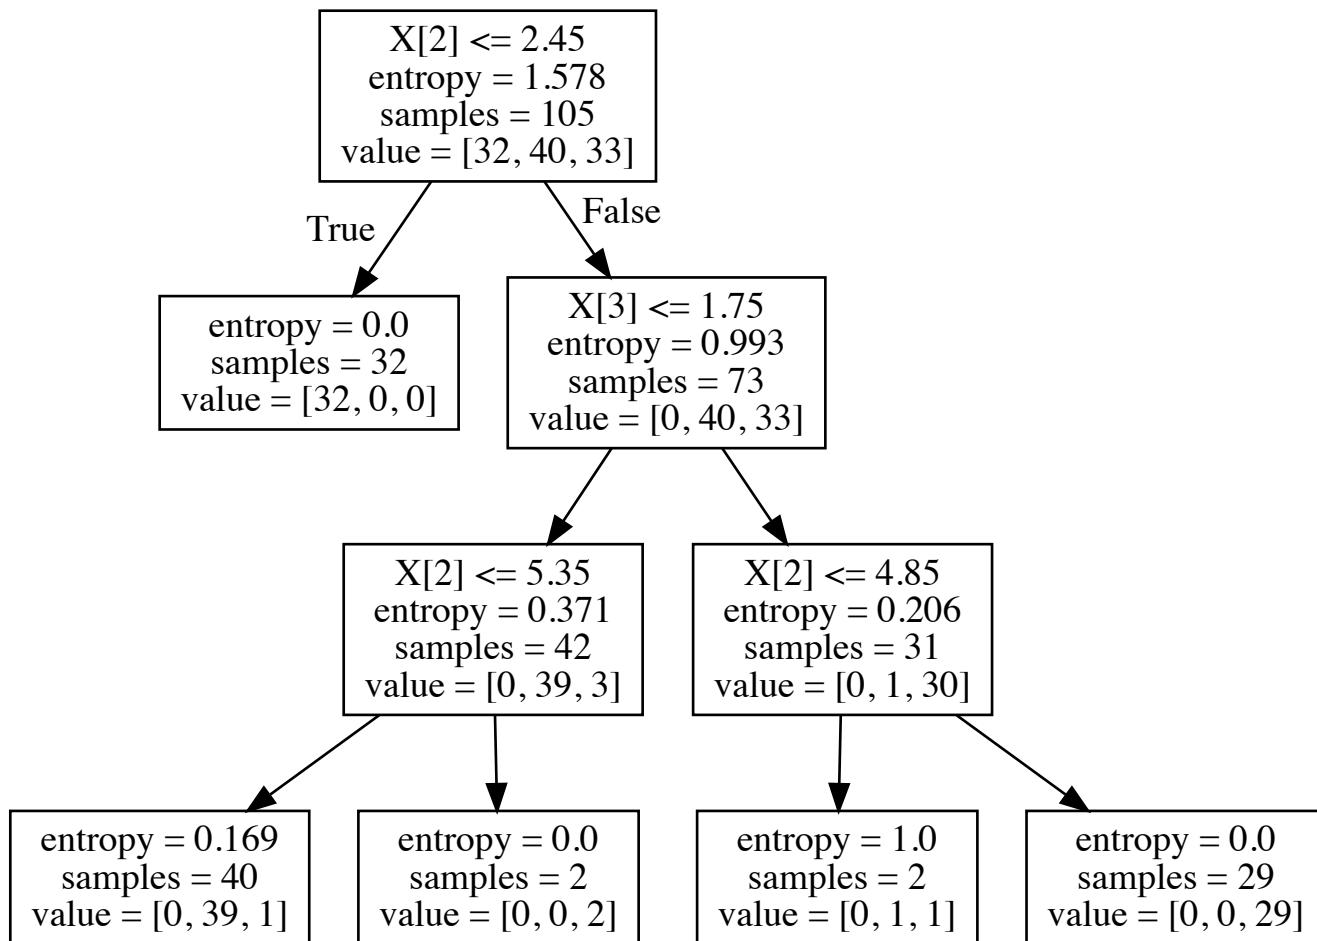 X[2] <= 2.45
entropy = 1.578
samples = 105
value = [32, 40, 33]
True
False
entropy = 0.0
samples = 32
value = [32, 0, 0]
X[3] <= 1.75
entropy = 0.993
samples = 73
value = [0, 40, 33]
X[2] <= 5.35
entropy = 0.371
samples = 42
value = [0, 39, 3]
X[2] <= 4.85
entropy = 0.206
samples = 31
value = [0, 1, 30]
entropy = 0.169
samples = 40
value = [0, 39, 1]
entropy = 0.0
samples = 2
value = [0, 0, 2]
entropy = 1.0
samples = 2
value = [0, 1, 1]
entropy = 0.0
samples = 29
value = [0, 0, 29]